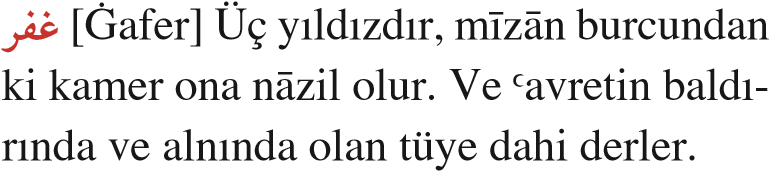 غفر [Ġafer] Üç yıldızdır, mīzān burcundan
ki kamer ona nāzil olur. Ve ʿavretin baldı-
rında ve alnında olan tüye dahi derler.